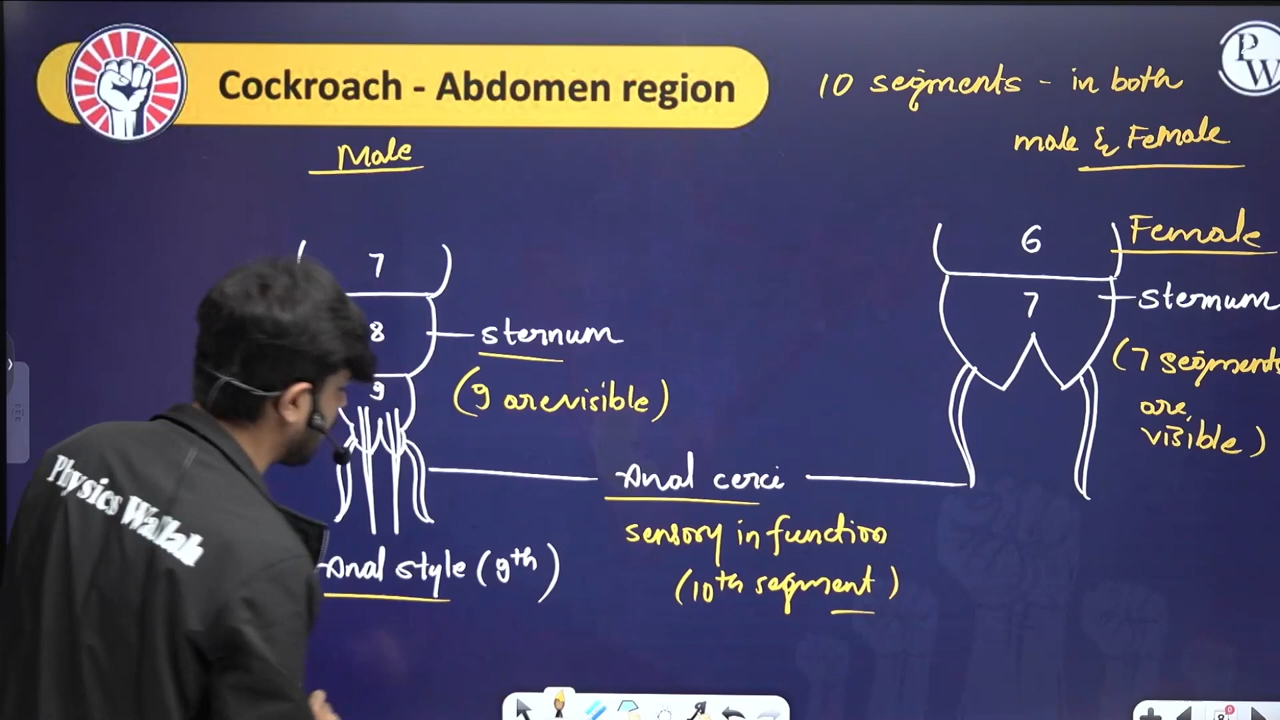 Cockroach - Abdomen region
10 segments - in both
male & Female
P
W
Male
7
8
9
sternum
(9 are visible)
Female
6
7
sternum
(7 segments
are
visible)
Anal cerci
sensory in function
(10th segment)
Anal style (9th)
Physics Wallah